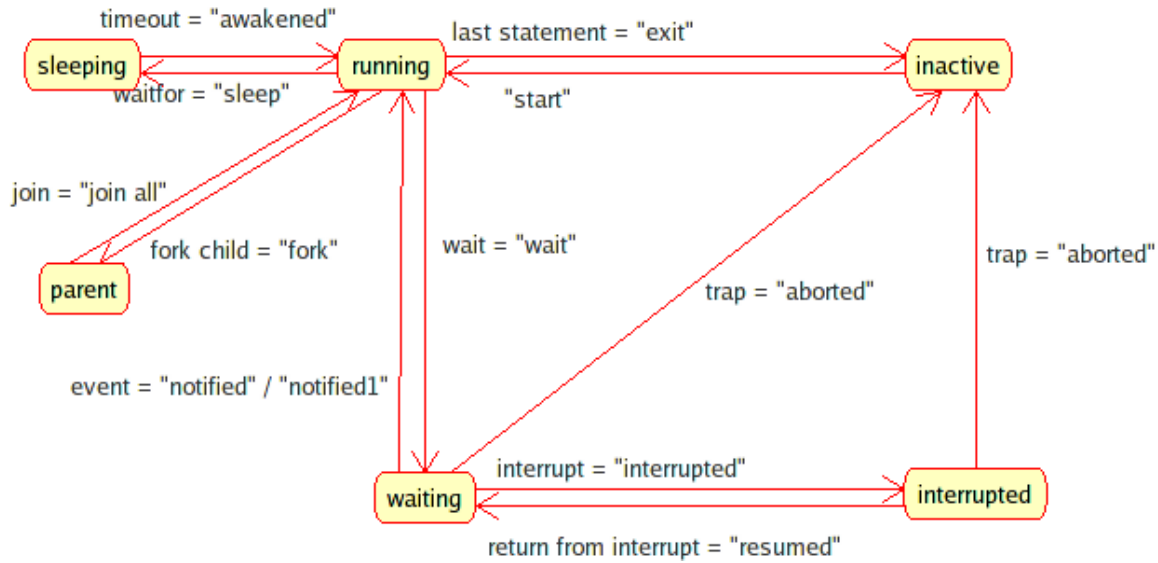 timeout = "awakened"
last statement = "exit"
sleeping
running
inactive
waitfor = "sleep"
"start"
join = "join all"
fork child = "fork"
wait = "wait"
trap = "aborted"
parent
trap = "aborted"
event = "notified" / "notified1"
interrupt = "interrupted"
waiting
interrupted
return from interrupt = "resumed"